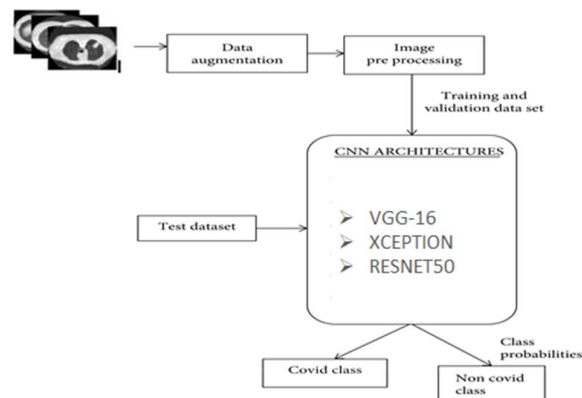 Data
augmentation
Image
pre processing
Training and
validation data set
CNN ARCHITECTURES
➢ VGG-16
➢ XCEPTION
➢ RESNET50
Test dataset
Class
probabilities
Covid class
Non covid
class